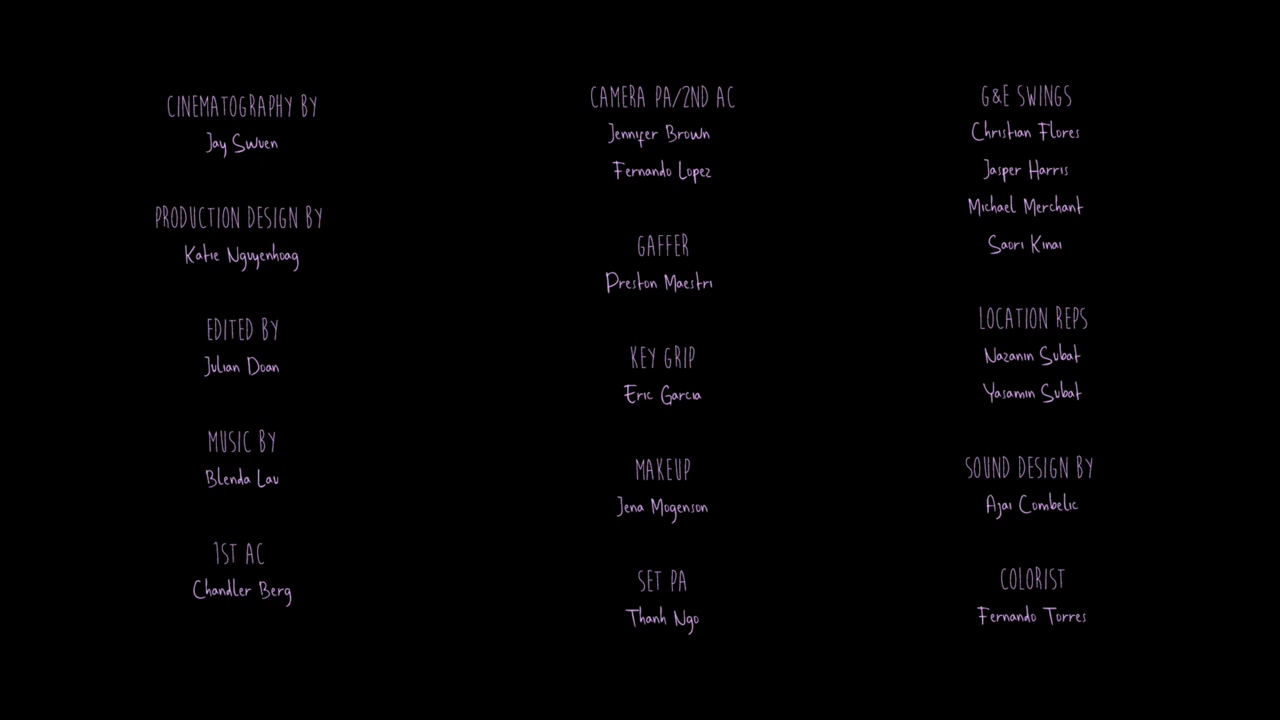 CINEMATOGRAPHY BY
Jay Swuen
PRODUCTION DESIGN BY
Katie Nguyenhoag
EDITED BY
Julian Doan
MUSIC BY
Blenda Lau
1ST AC
Chandler Berg
CAMERA PA/2ND AC
Jennifer Brown
Fernando Lopez
GAFFER
Preston Maestri
KEY GRIP
Eric Garcia
MAKEUP
Jena Mogenson
SET PA
Thanh Ngo
G&E SWINGS
Christian Flores
Jasper Harris
Michael Merchant
Saori Kinai
LOCATION REPS
Nazanin Subat
Yasamin Subat
SOUND DESIGN BY
Ajai Combelic
COLORIST
Fernando Torres